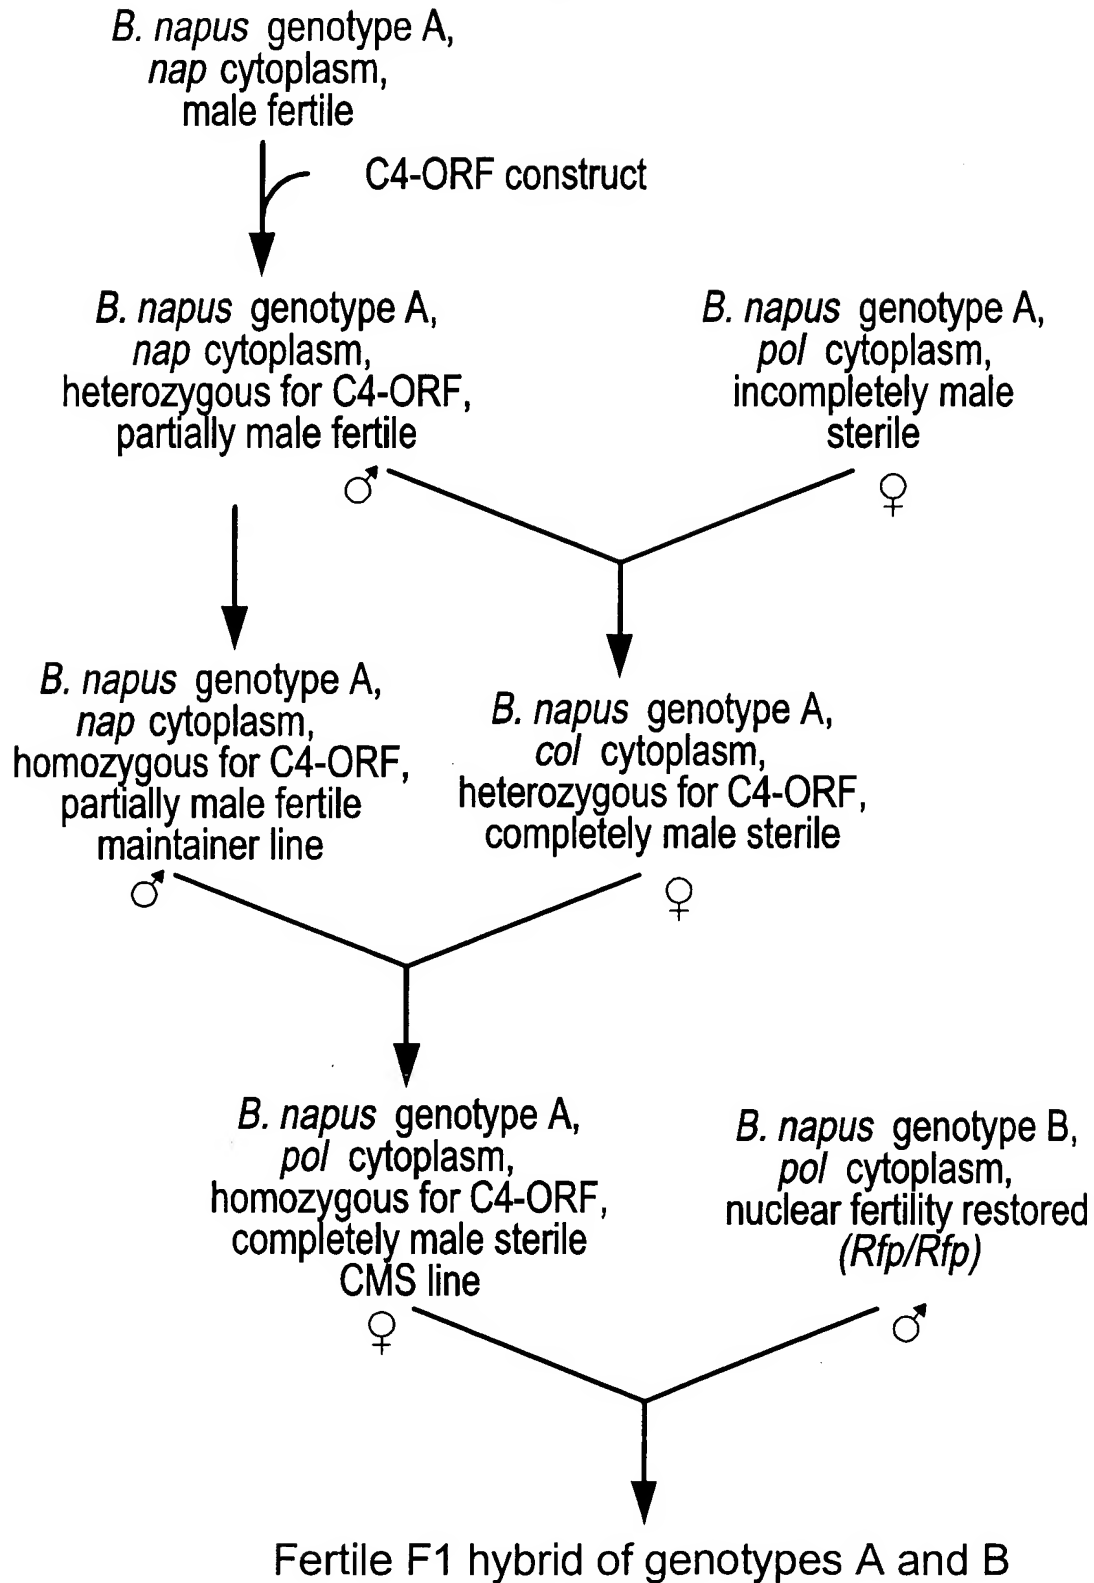 B. napus genotype A,
nap cytoplasm,
male fertile
C4-ORF construct
B. napus genotype A,
nap cytoplasm,
heterozygous for C4-ORF,
partially male fertile
♂
B. napus genotype A,
pol cytoplasm,
incompletely male
sterile
♀
B. napus genotype A,
nap cytoplasm,
homozygous for C4-ORF,
partially male fertile
maintainer line
♂
B. napus genotype A,
col cytoplasm,
heterozygous for C4-ORF,
completely male sterile
♀
B. napus genotype A,
pol cytoplasm,
homozygous for C4-ORF,
completely male sterile
CMS line
♀
B. napus genotype B,
pol cytoplasm,
nuclear fertility restored
(Rfp/Rfp)
♂
Fertile F1 hybrid of genotypes A and B